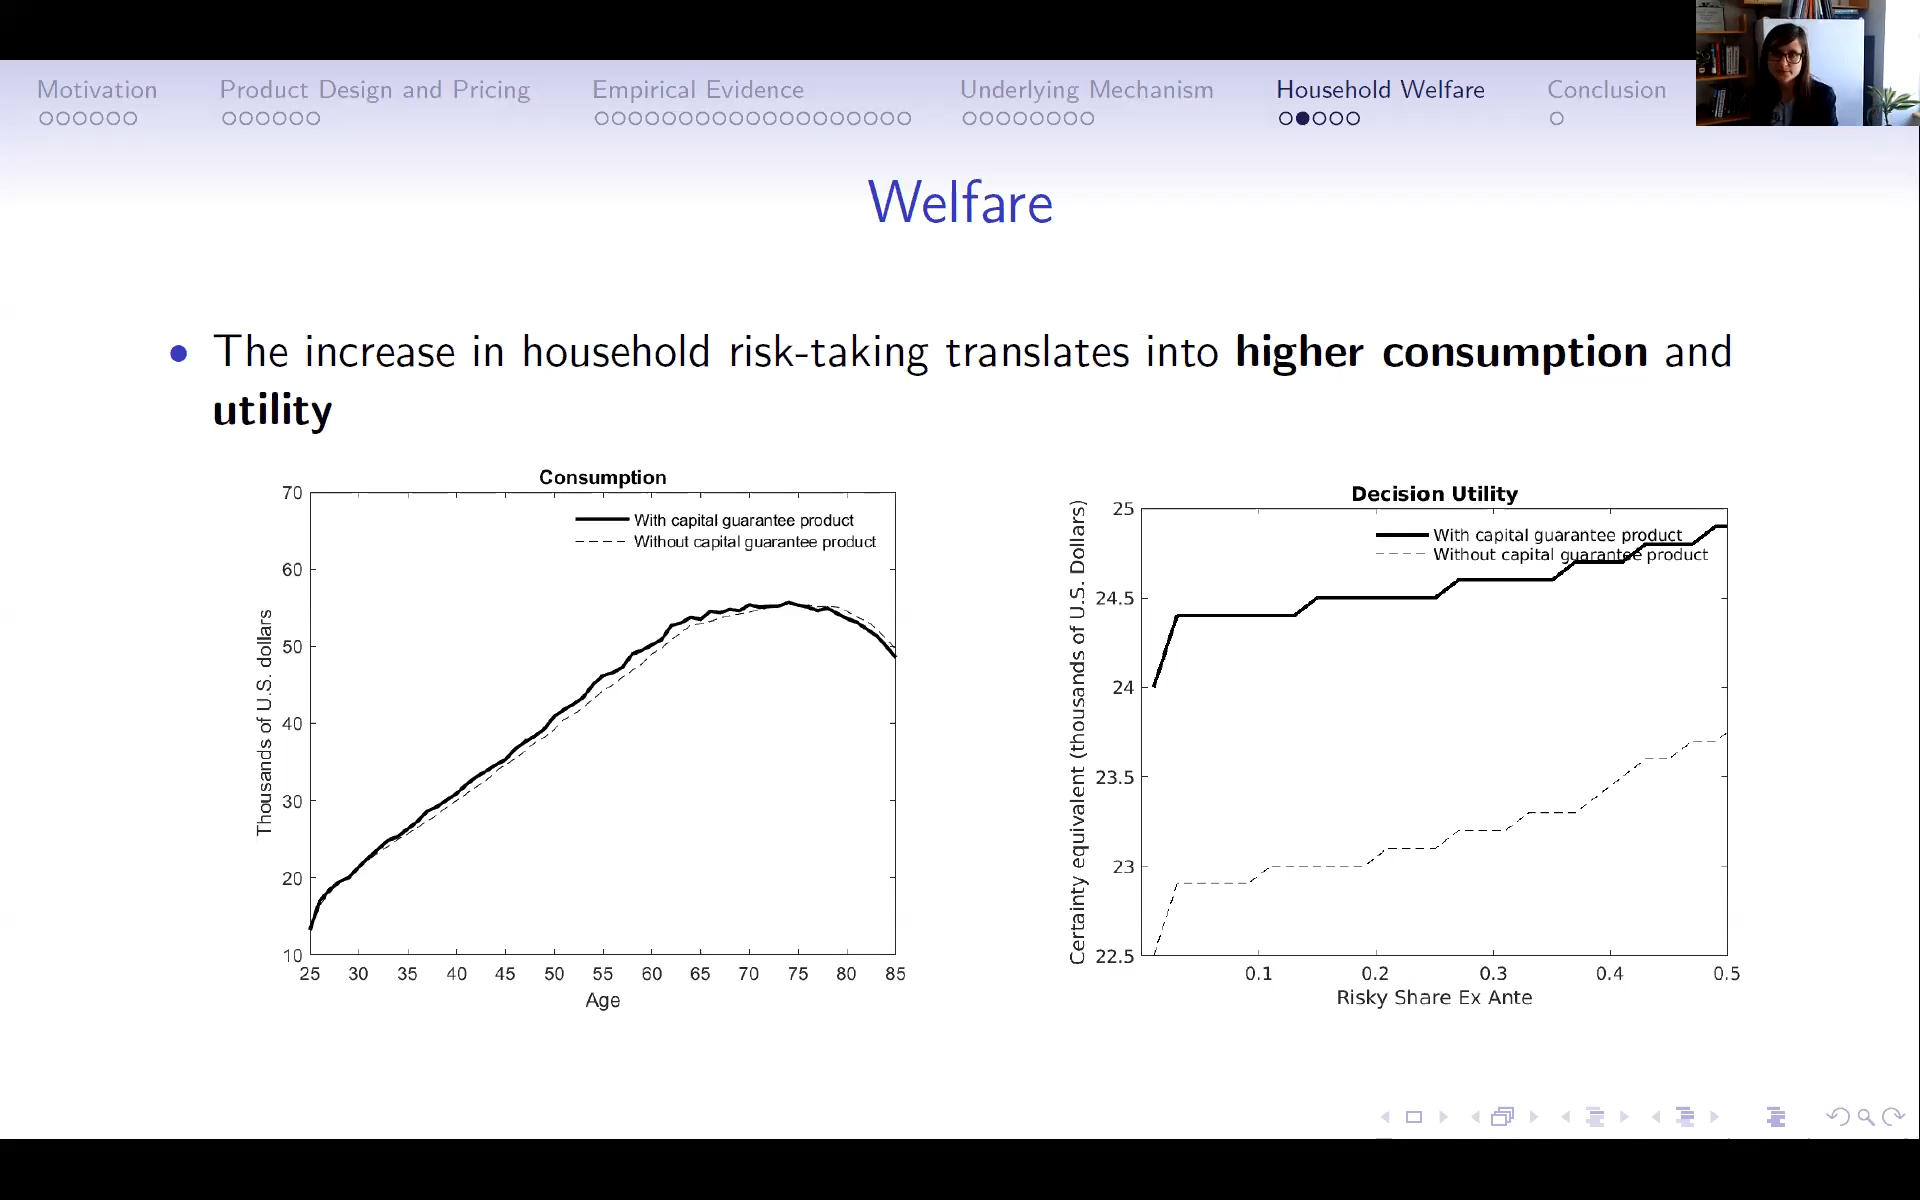 Motivation
Product Design and Pricing
Empirical Evidence
Underlying Mechanism
Household Welfare
Conclusion
Welfare
The increase in household risk-taking translates into higher consumption and
utility
Consumption
With capital guarantee product
Without capital guarantee product
Thousands of U.S. dollars
70
60
50
40
30
20
10
25 30 35 40 45 50 55 60 65 70 75 80 85
Age
Decision Utility
With capital guarantee product
Without capital guarantee product
Certainty equivalent (thousands of U.S. Dollars)
25
24.5
24
23.5
23
22.5
0.1 0.2 0.3 0.4 0.5
Risky Share Ex Ante